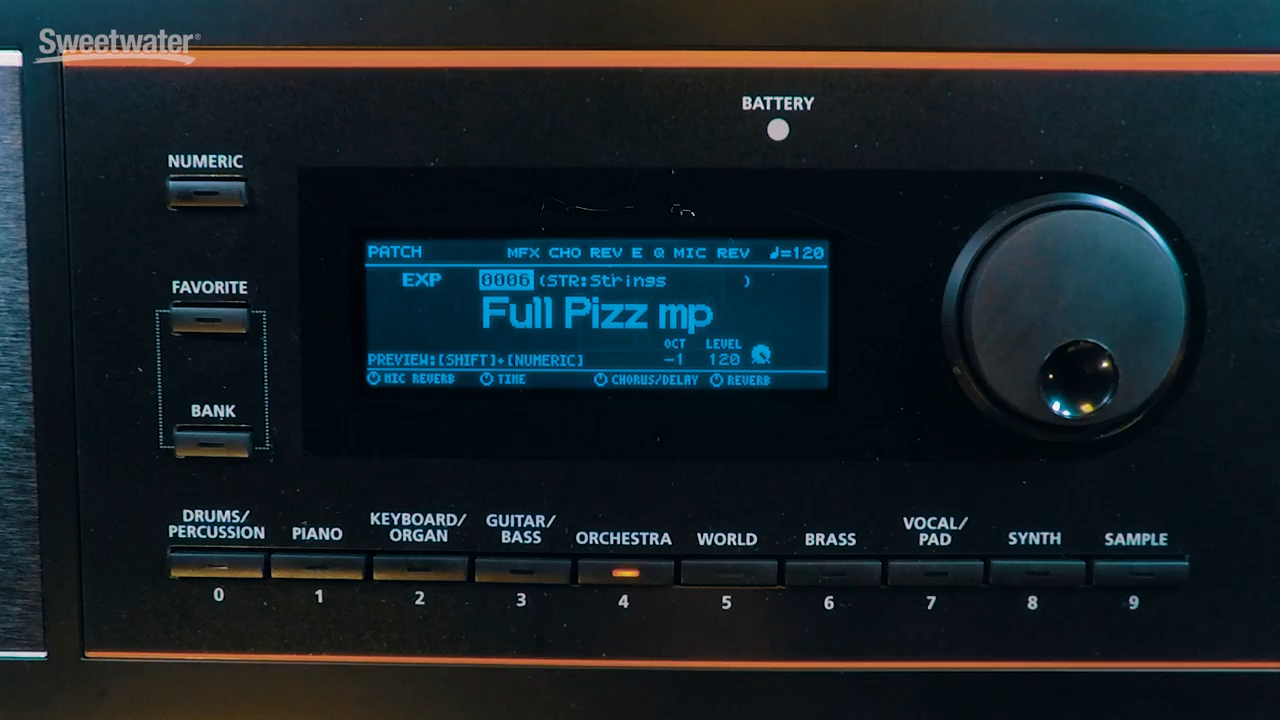 Sweetwater®
BATTERY
NUMERIC
PATCH MFX CHO REV E Q MIC REV ♩=120
EXP 0006 (STR:Strings )
Full Pizz mp
OCT LEVEL
PREVIEW:[SHIFT]+[NUMERIC] -1 120
MIC REVERB TIME CHORUS/DELAY REVERB
FAVORITE
BANK
DRUMS/
PERCUSSION
PIANO
KEYBOARD/
ORGAN
GUITAR/
BASS
ORCHESTRA
WORLD
BRASS
VOCAL/
PAD
SYNTH
SAMPLE
0 1 2 3 4 5 6 7 8 9